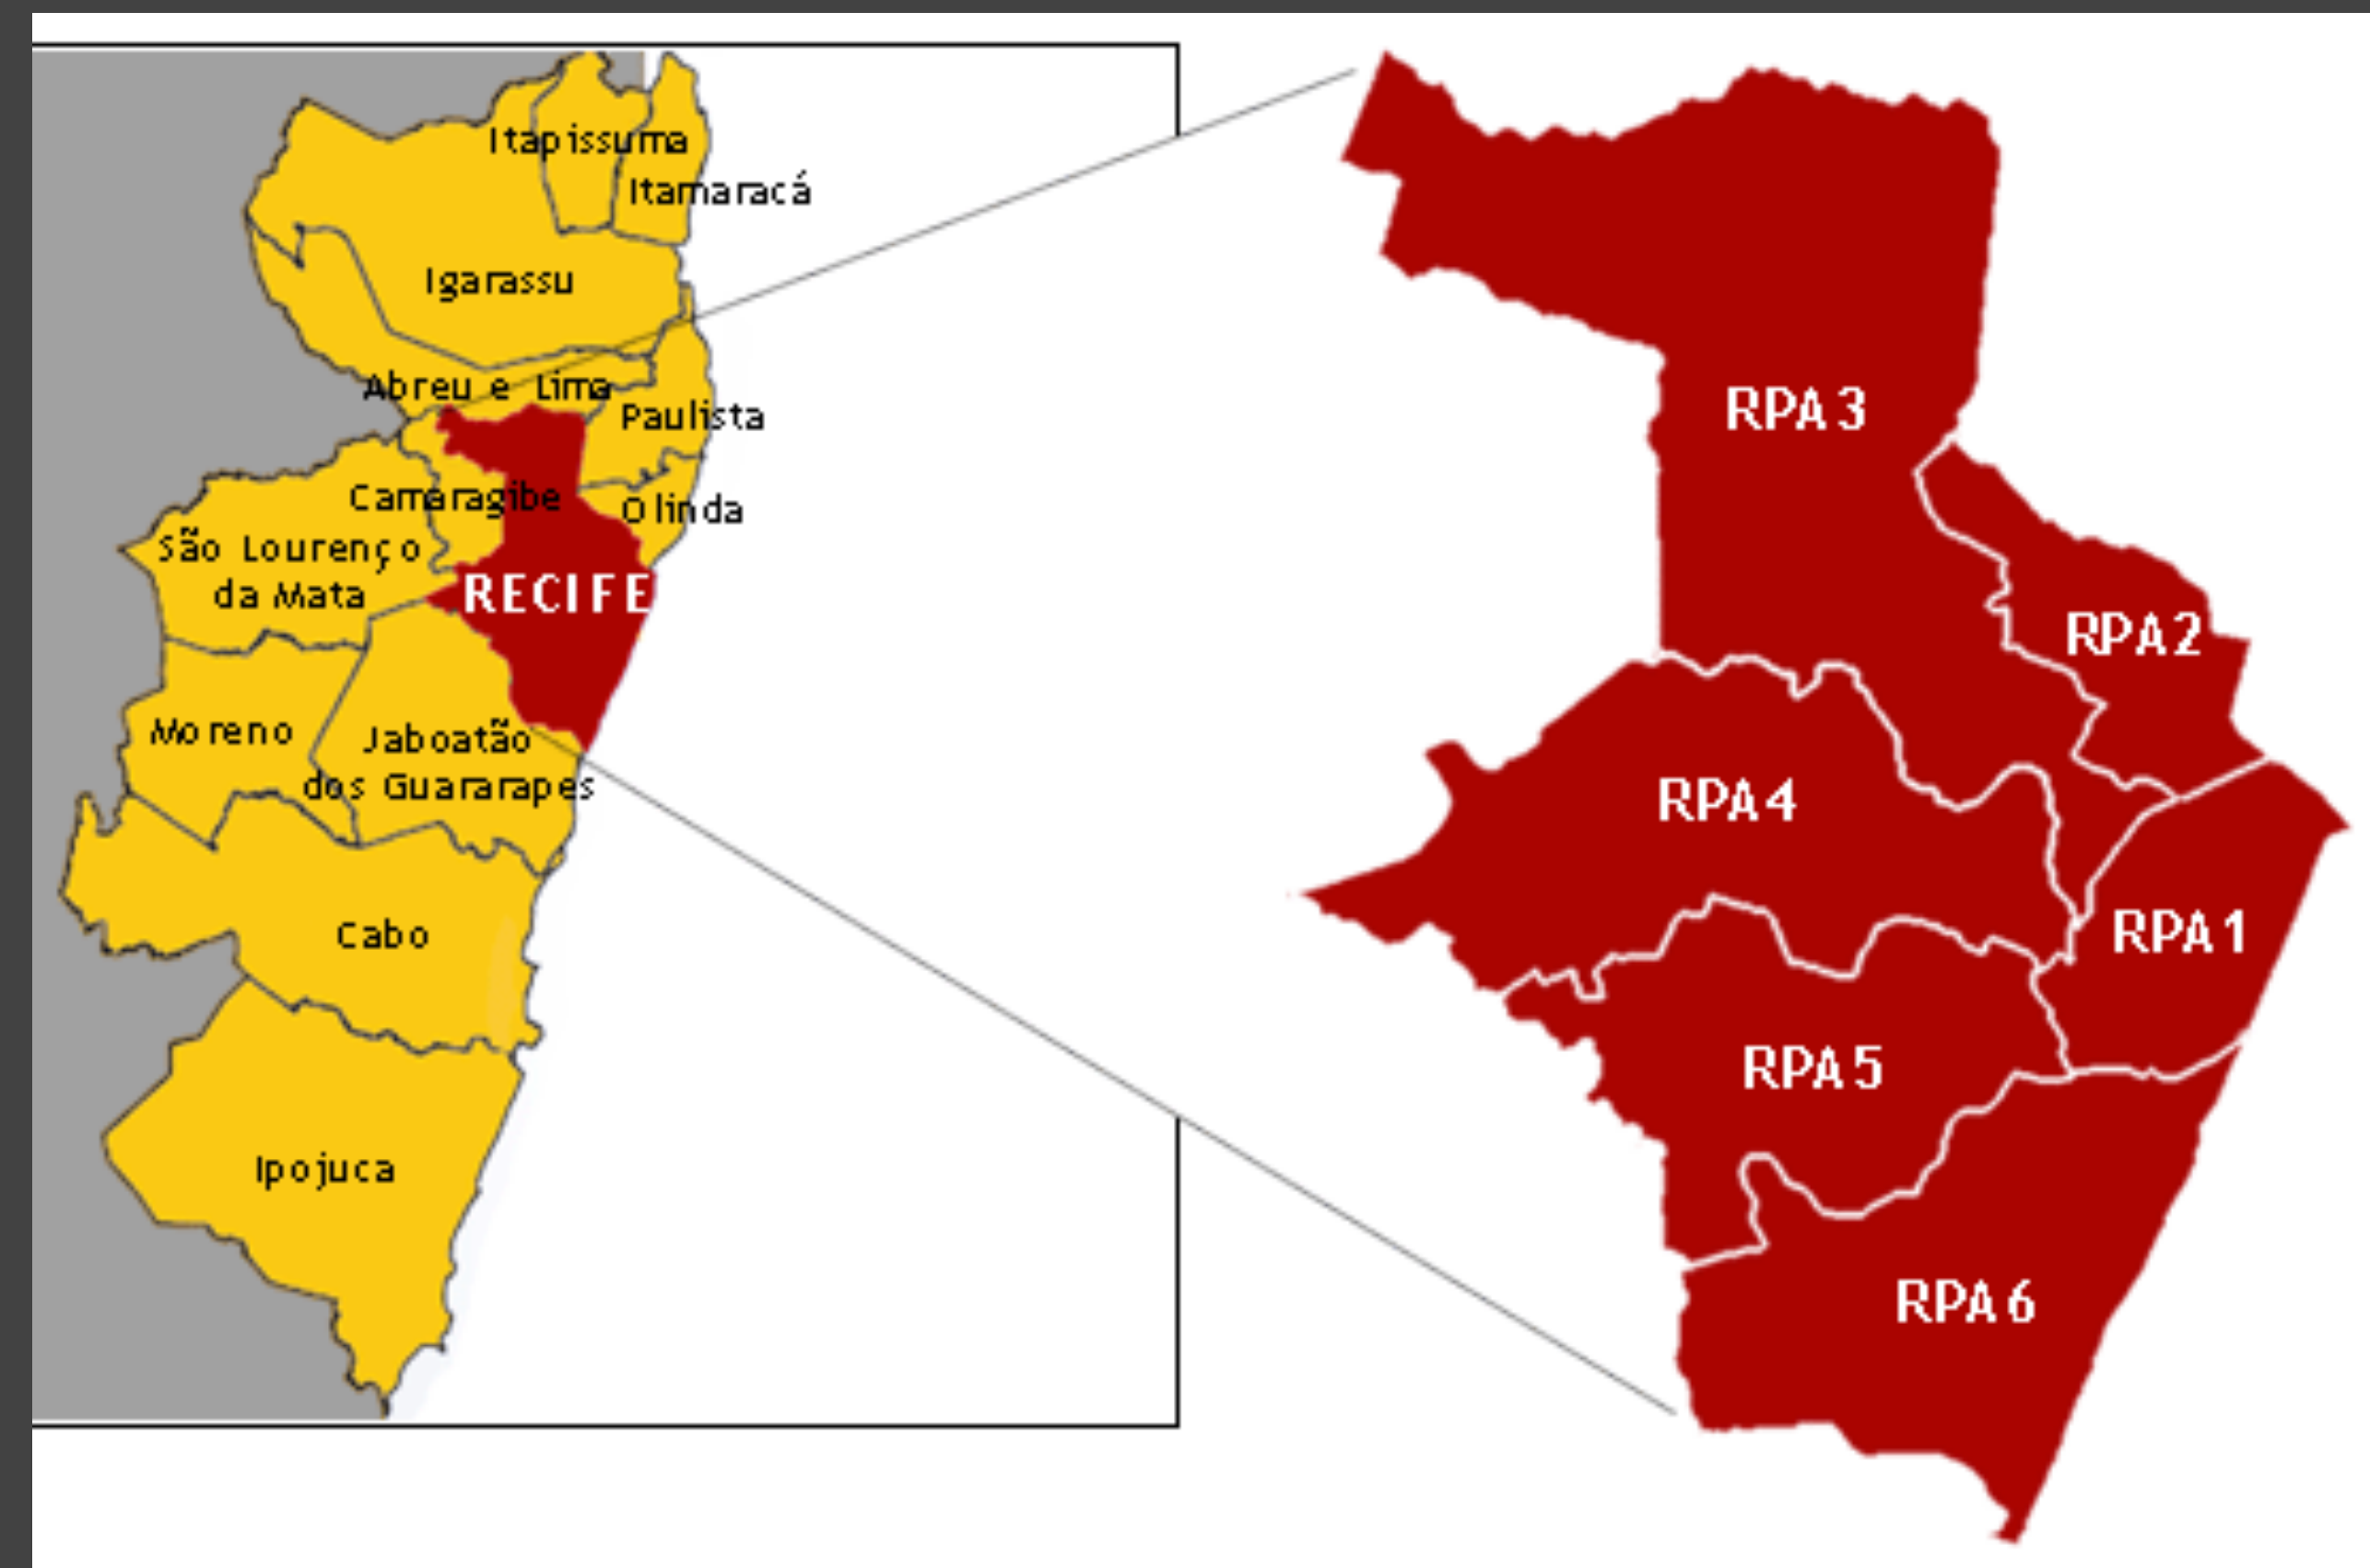 Itapissuma
Itamaracá
Igarassu
Abreu e Lima
Paulista
Camaragibe
Olinda
São Lourenço
da Mata
RECIFE
Moreno
Jaboatão
dos Guararapes
Cabo
Ipojuca
RPA 3
RPA 2
RPA 4
RPA 1
RPA 5
RPA 6